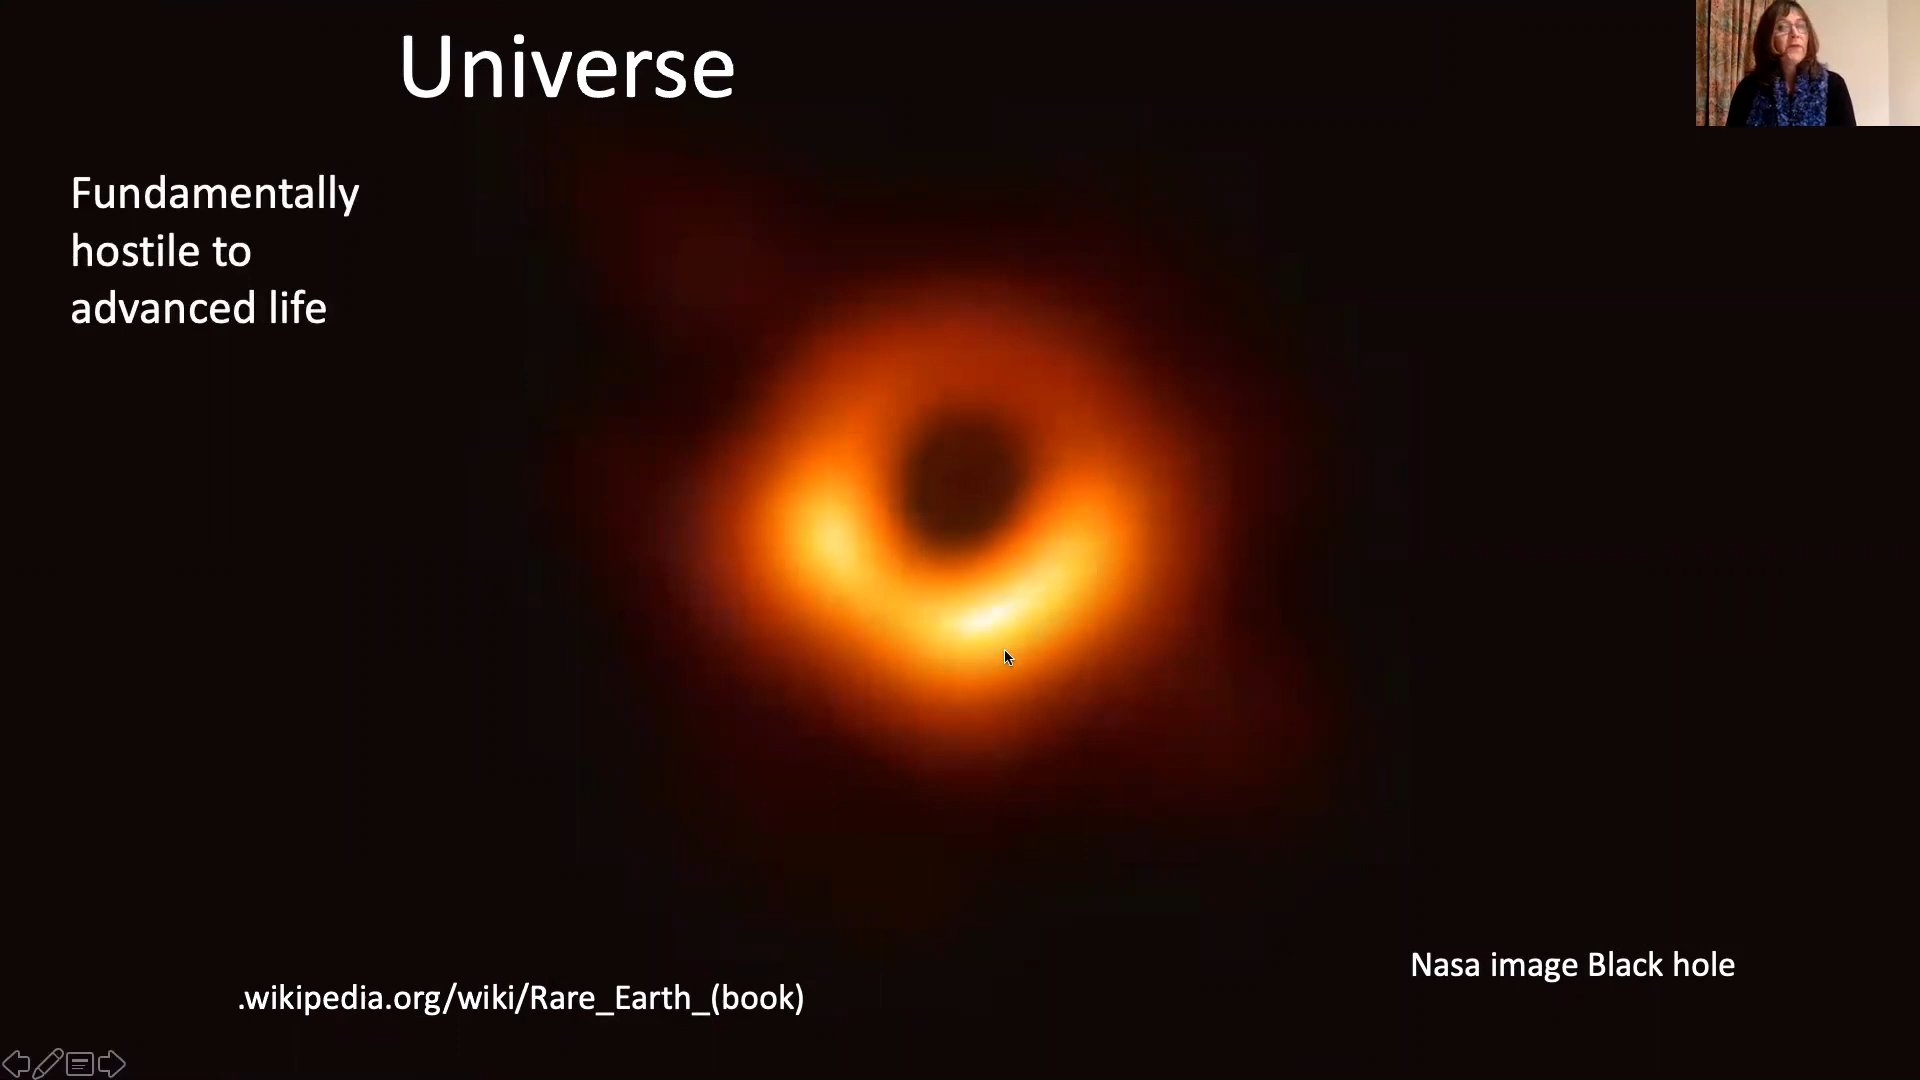 Universe
Fundamentally
hostile to
advanced life
Nasa image Black hole
.wikipedia.org/wiki/Rare_Earth_(book)